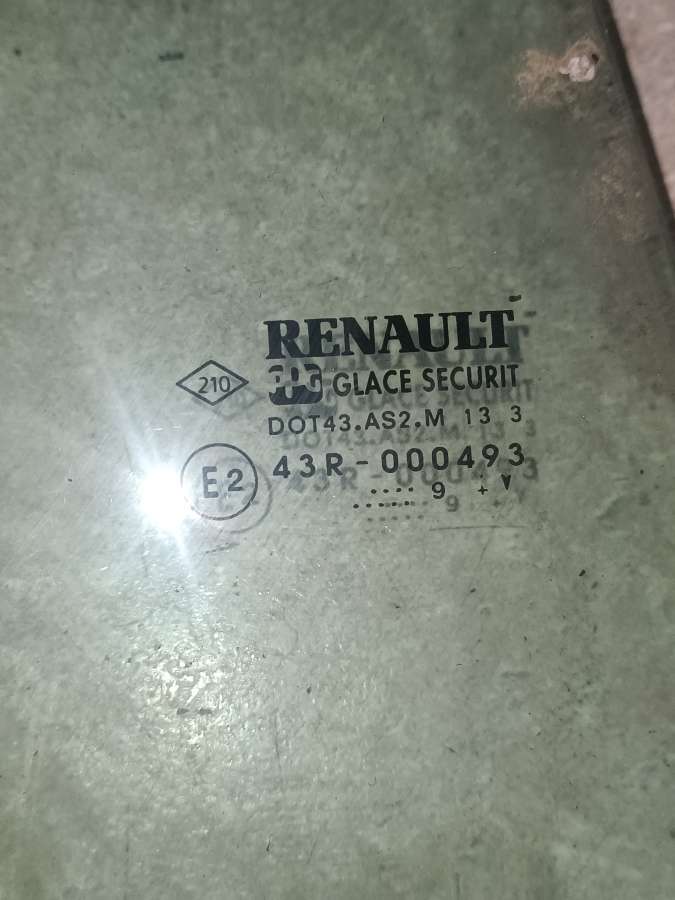 RENAULT
210
GLACE SECURIT
DOT43.AS2.M 13 3
E2
43R-000493
..... 9 +